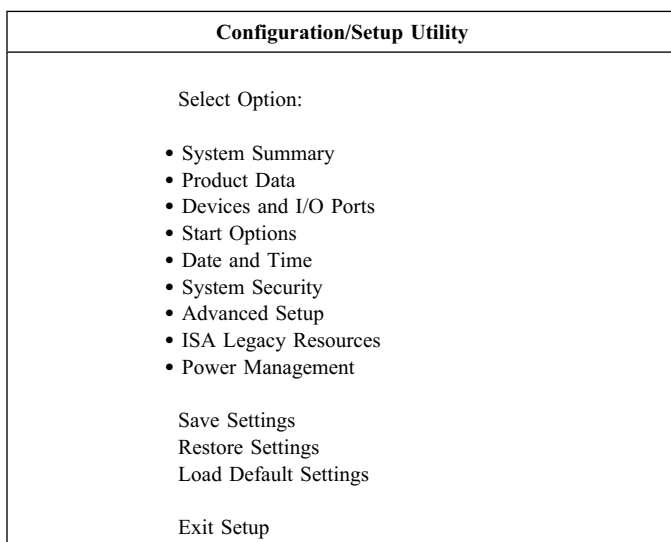 Configuration/Setup Utility
Select Option:
• System Summary
• Product Data
• Devices and I/O Ports
• Start Options
• Date and Time
• System Security
• Advanced Setup
• ISA Legacy Resources
• Power Management
Save Settings
Restore Settings
Load Default Settings
Exit Setup